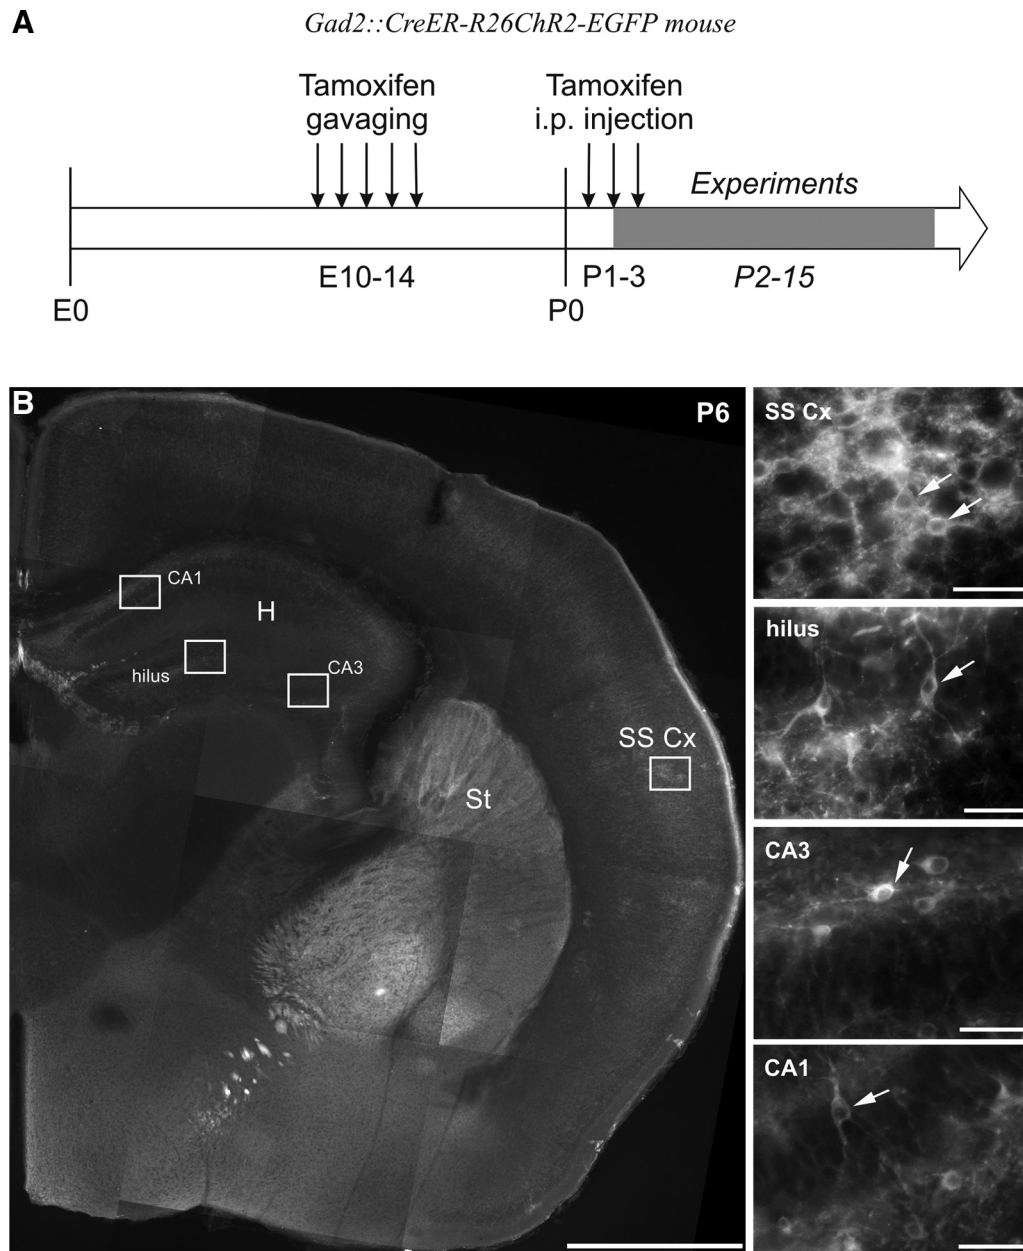 A
Gad2::CreER-R26ChR2-EGFP mouse
Tamoxifen
gavaging
Tamoxifen
i.p. injection
Experiments
E10-14
P1-3
P2-15
E0
P0
B
P6
CA1
H
hilus
CA3
SS Cx
St
SS Cx
hilus
CA3
CA1